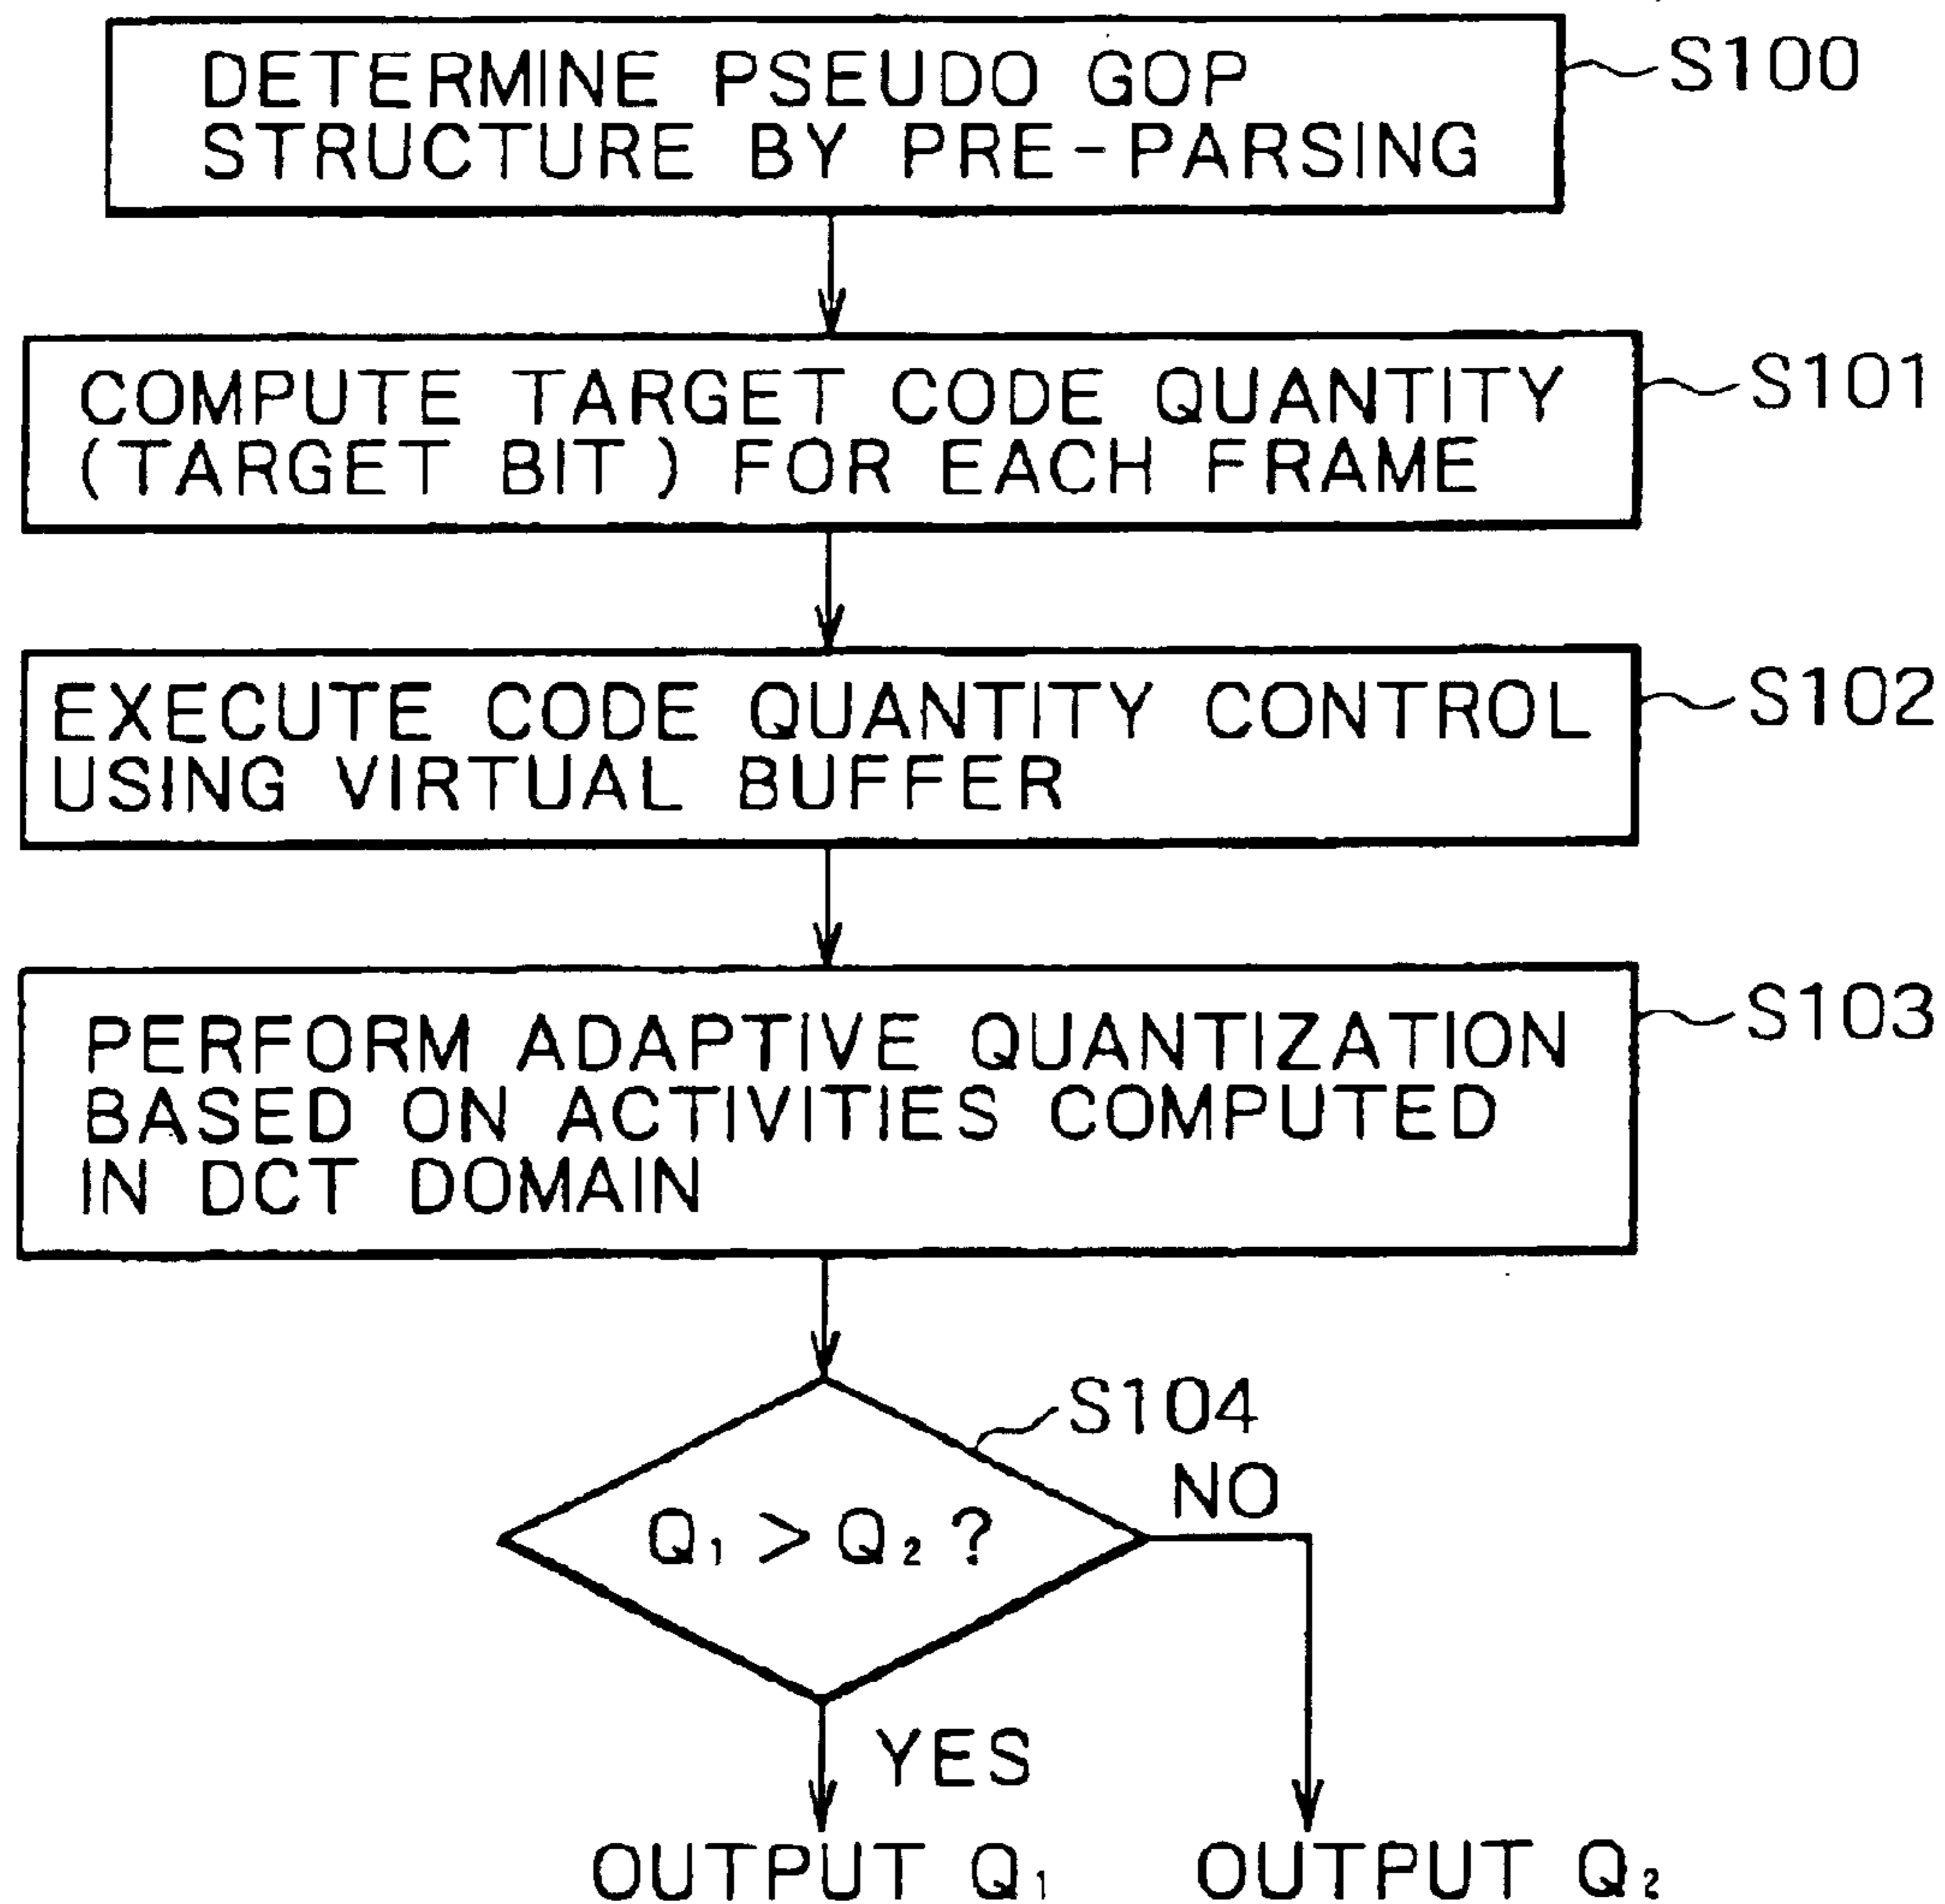 DETERMINE PSEUDO GOP
STRUCTURE BY PRE-PARSING
S100
COMPUTE TARGET CODE QUANTITY
(TARGET BIT) FOR EACH FRAME
S101
EXECUTE CODE QUANTITY CONTROL
USING VIRTUAL BUFFER
S102
PERFORM ADAPTIVE QUANTIZATION
BASED ON ACTIVITIES COMPUTED
IN DCT DOMAIN
S103
S104
Q₁ > Q₂ ?
NO
YES
OUTPUT Q₁
OUTPUT Q₂